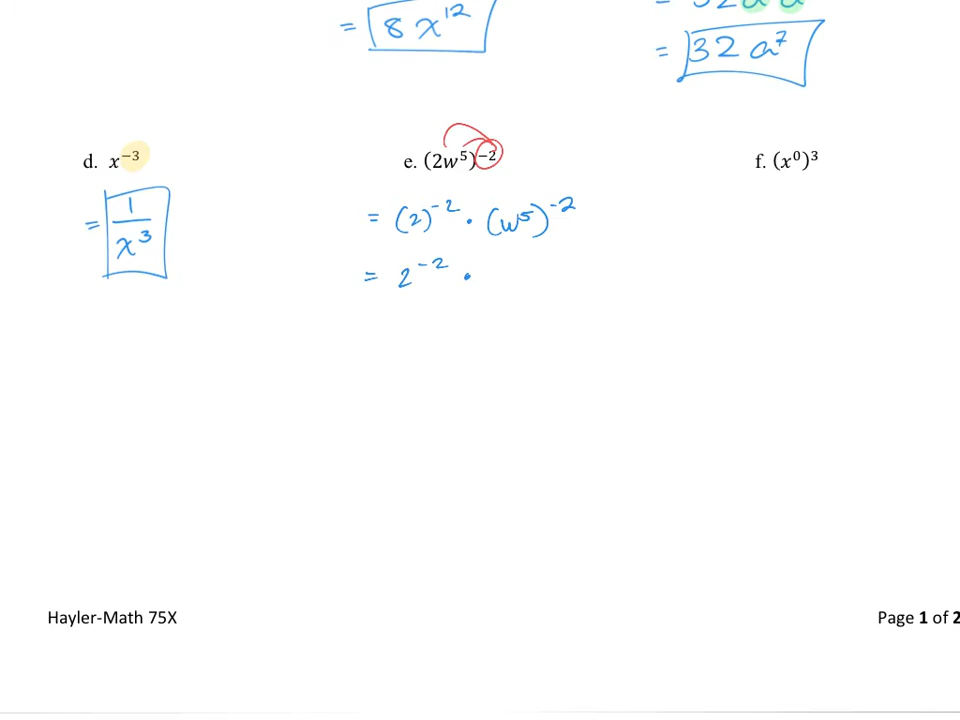 = 8x¹²
= 32a⁷
d. x⁻³
e. (2w⁵)⁻²
f. (x⁰)³
= 1/x³
= (2)⁻² · (w⁵)⁻²
= 2⁻² ·
Hayler-Math 75X
Page 1 of 2